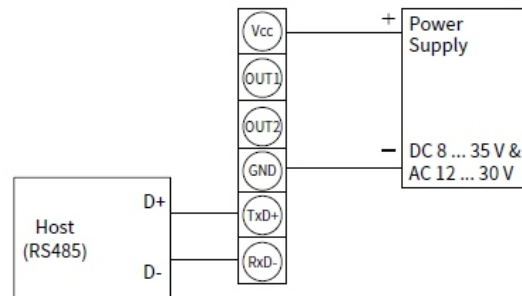 Vcc
OUT1
OUT2
GND
TxD+
RxD-
+ Power
Supply
– DC 8 ... 35 V &
AC 12 ... 30 V
Host
(RS485)
D+
D-